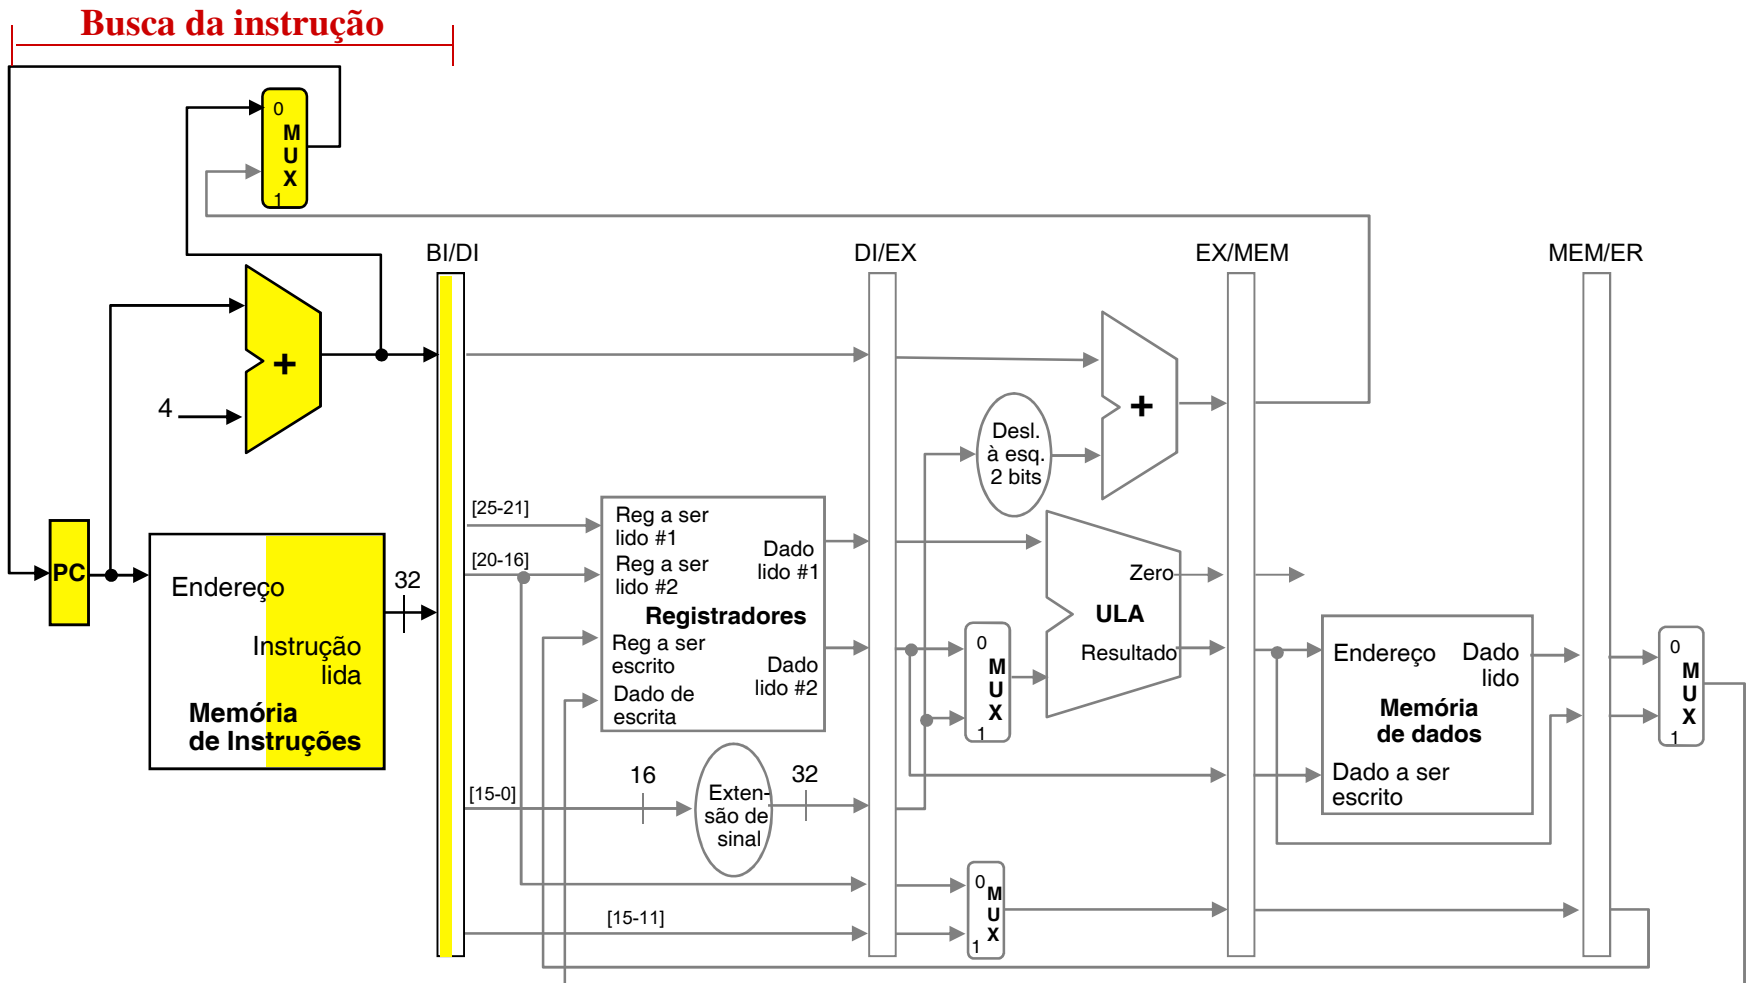 Busca da instrução
0
M
U
X
1
BI/DI
DI/EX
EX/MEM
MEM/ER
+
4
+
Desl.
à esq.
2 bits
[25-21]
[20-16]
Reg a ser
lido #1
Reg a ser
lido #2
Registradores
Reg a ser
escrito
Dado de
escrita
Dado
lido #1
Dado
lido #2
PC
Endereço
Instrução
lida
Memória
de Instruções
32
Zero
ULA
Resultado
0
M
U
X
1
Endereço
Dado
lido
Memória
de dados
Dado a ser
escrito
0
M
U
X
1
[15-0]
16
Exten-
são de
sinal
32
0
M
U
X
1
[15-11]